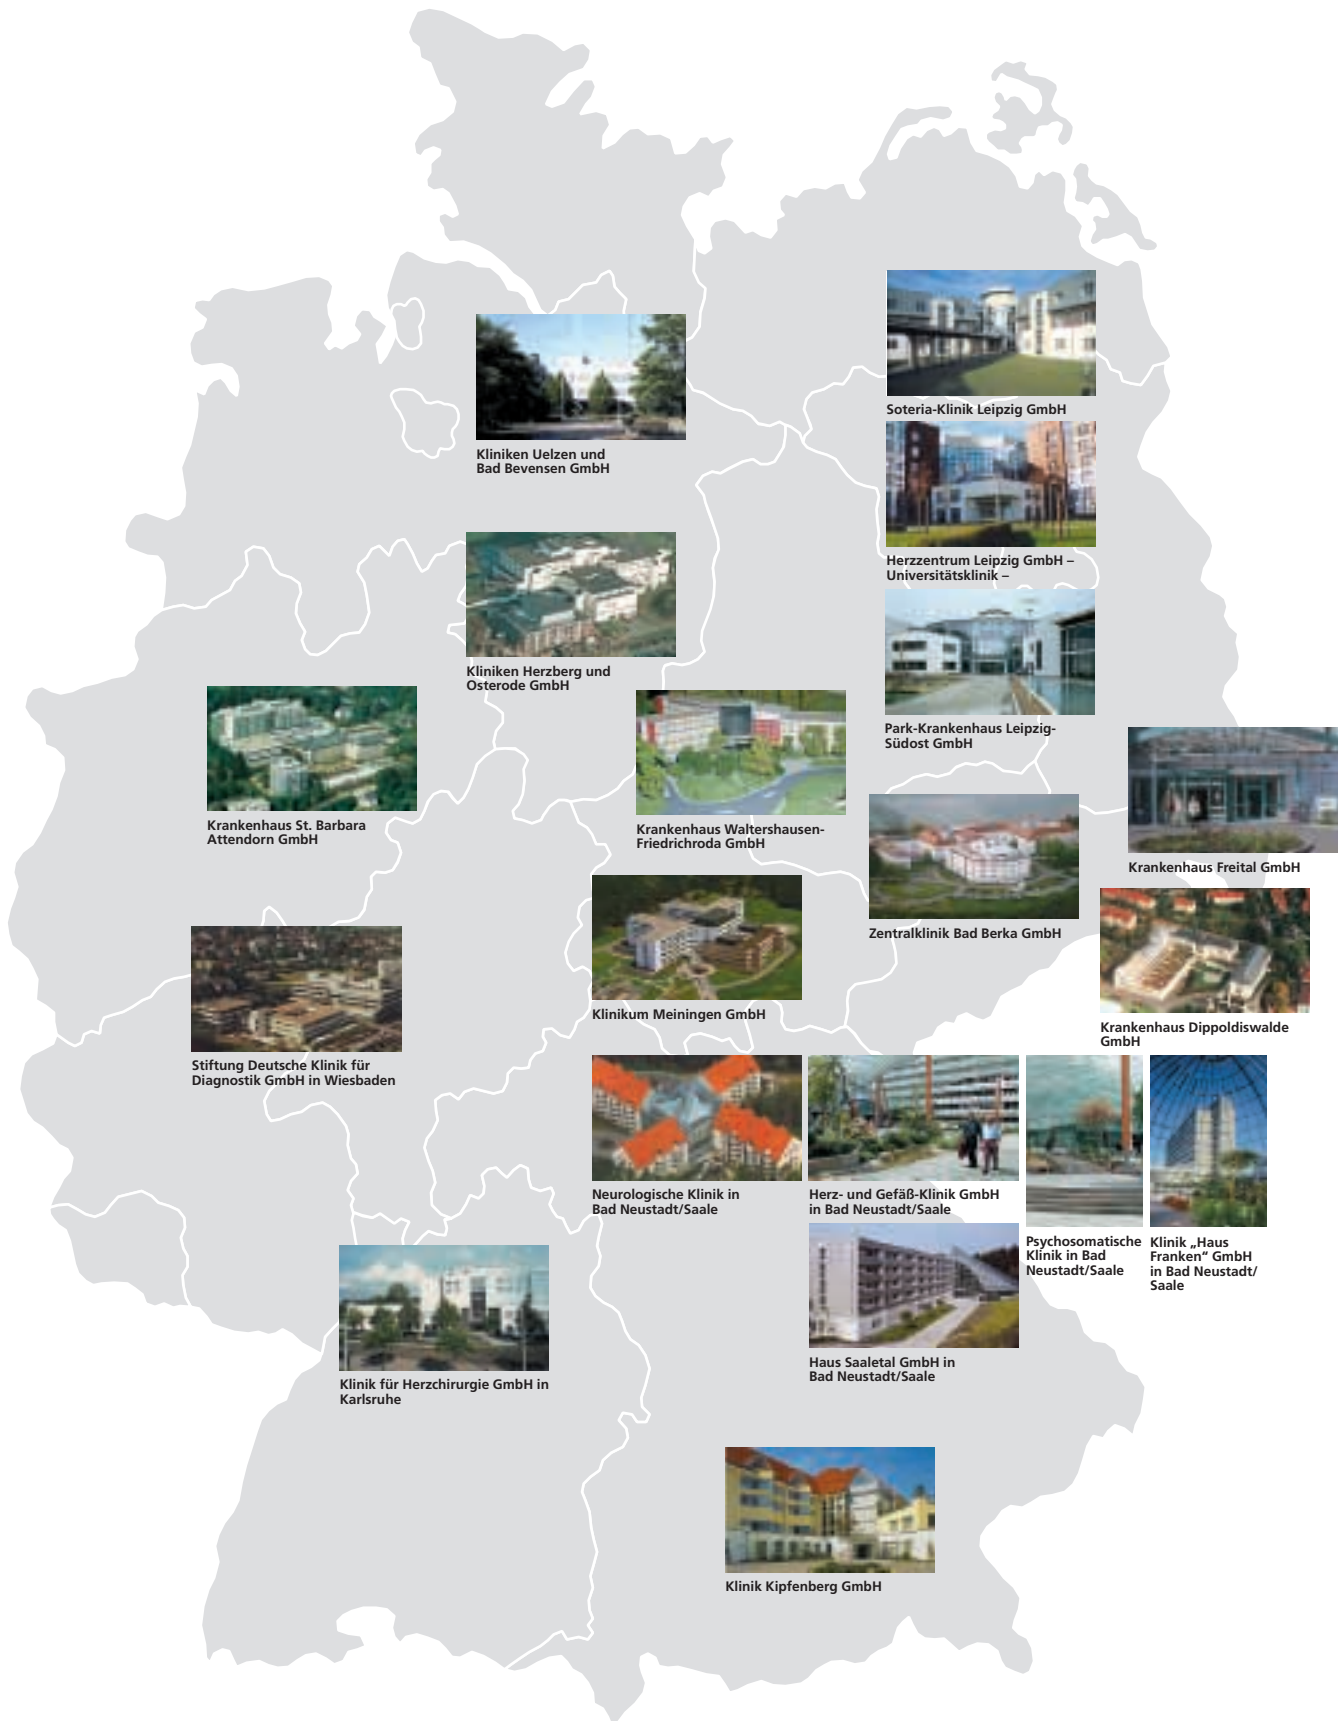 Soteria-Klinik Leipzig GmbH
Kliniken Uelzen und
Bad Bevensen GmbH
Herzzentrum Leipzig GmbH –
Universitätsklinik –
Kliniken Herzberg und
Osterode GmbH
Park-Krankenhaus Leipzig-
Südost GmbH
Krankenhaus St. Barbara
Attendorn GmbH
Krankenhaus Waltershausen-
Friedrichroda GmbH
Krankenhaus Freital GmbH
Zentralklinik Bad Berka GmbH
Klinikum Meiningen GmbH
Krankenhaus Dippoldiswalde
GmbH
Stiftung Deutsche Klinik für
Diagnostik GmbH in Wiesbaden
Neurologische Klinik in
Bad Neustadt/Saale
Herz- und Gefäß-Klinik GmbH
in Bad Neustadt/Saale
Psychosomatische
Klinik in Bad
Neustadt/Saale
Klinik „Haus
Franken“ GmbH
in Bad Neustadt/
Saale
Haus Saaletal GmbH in
Bad Neustadt/Saale
Klinik für Herzchirurgie GmbH in
Karlsruhe
Klinik Kipfenberg GmbH